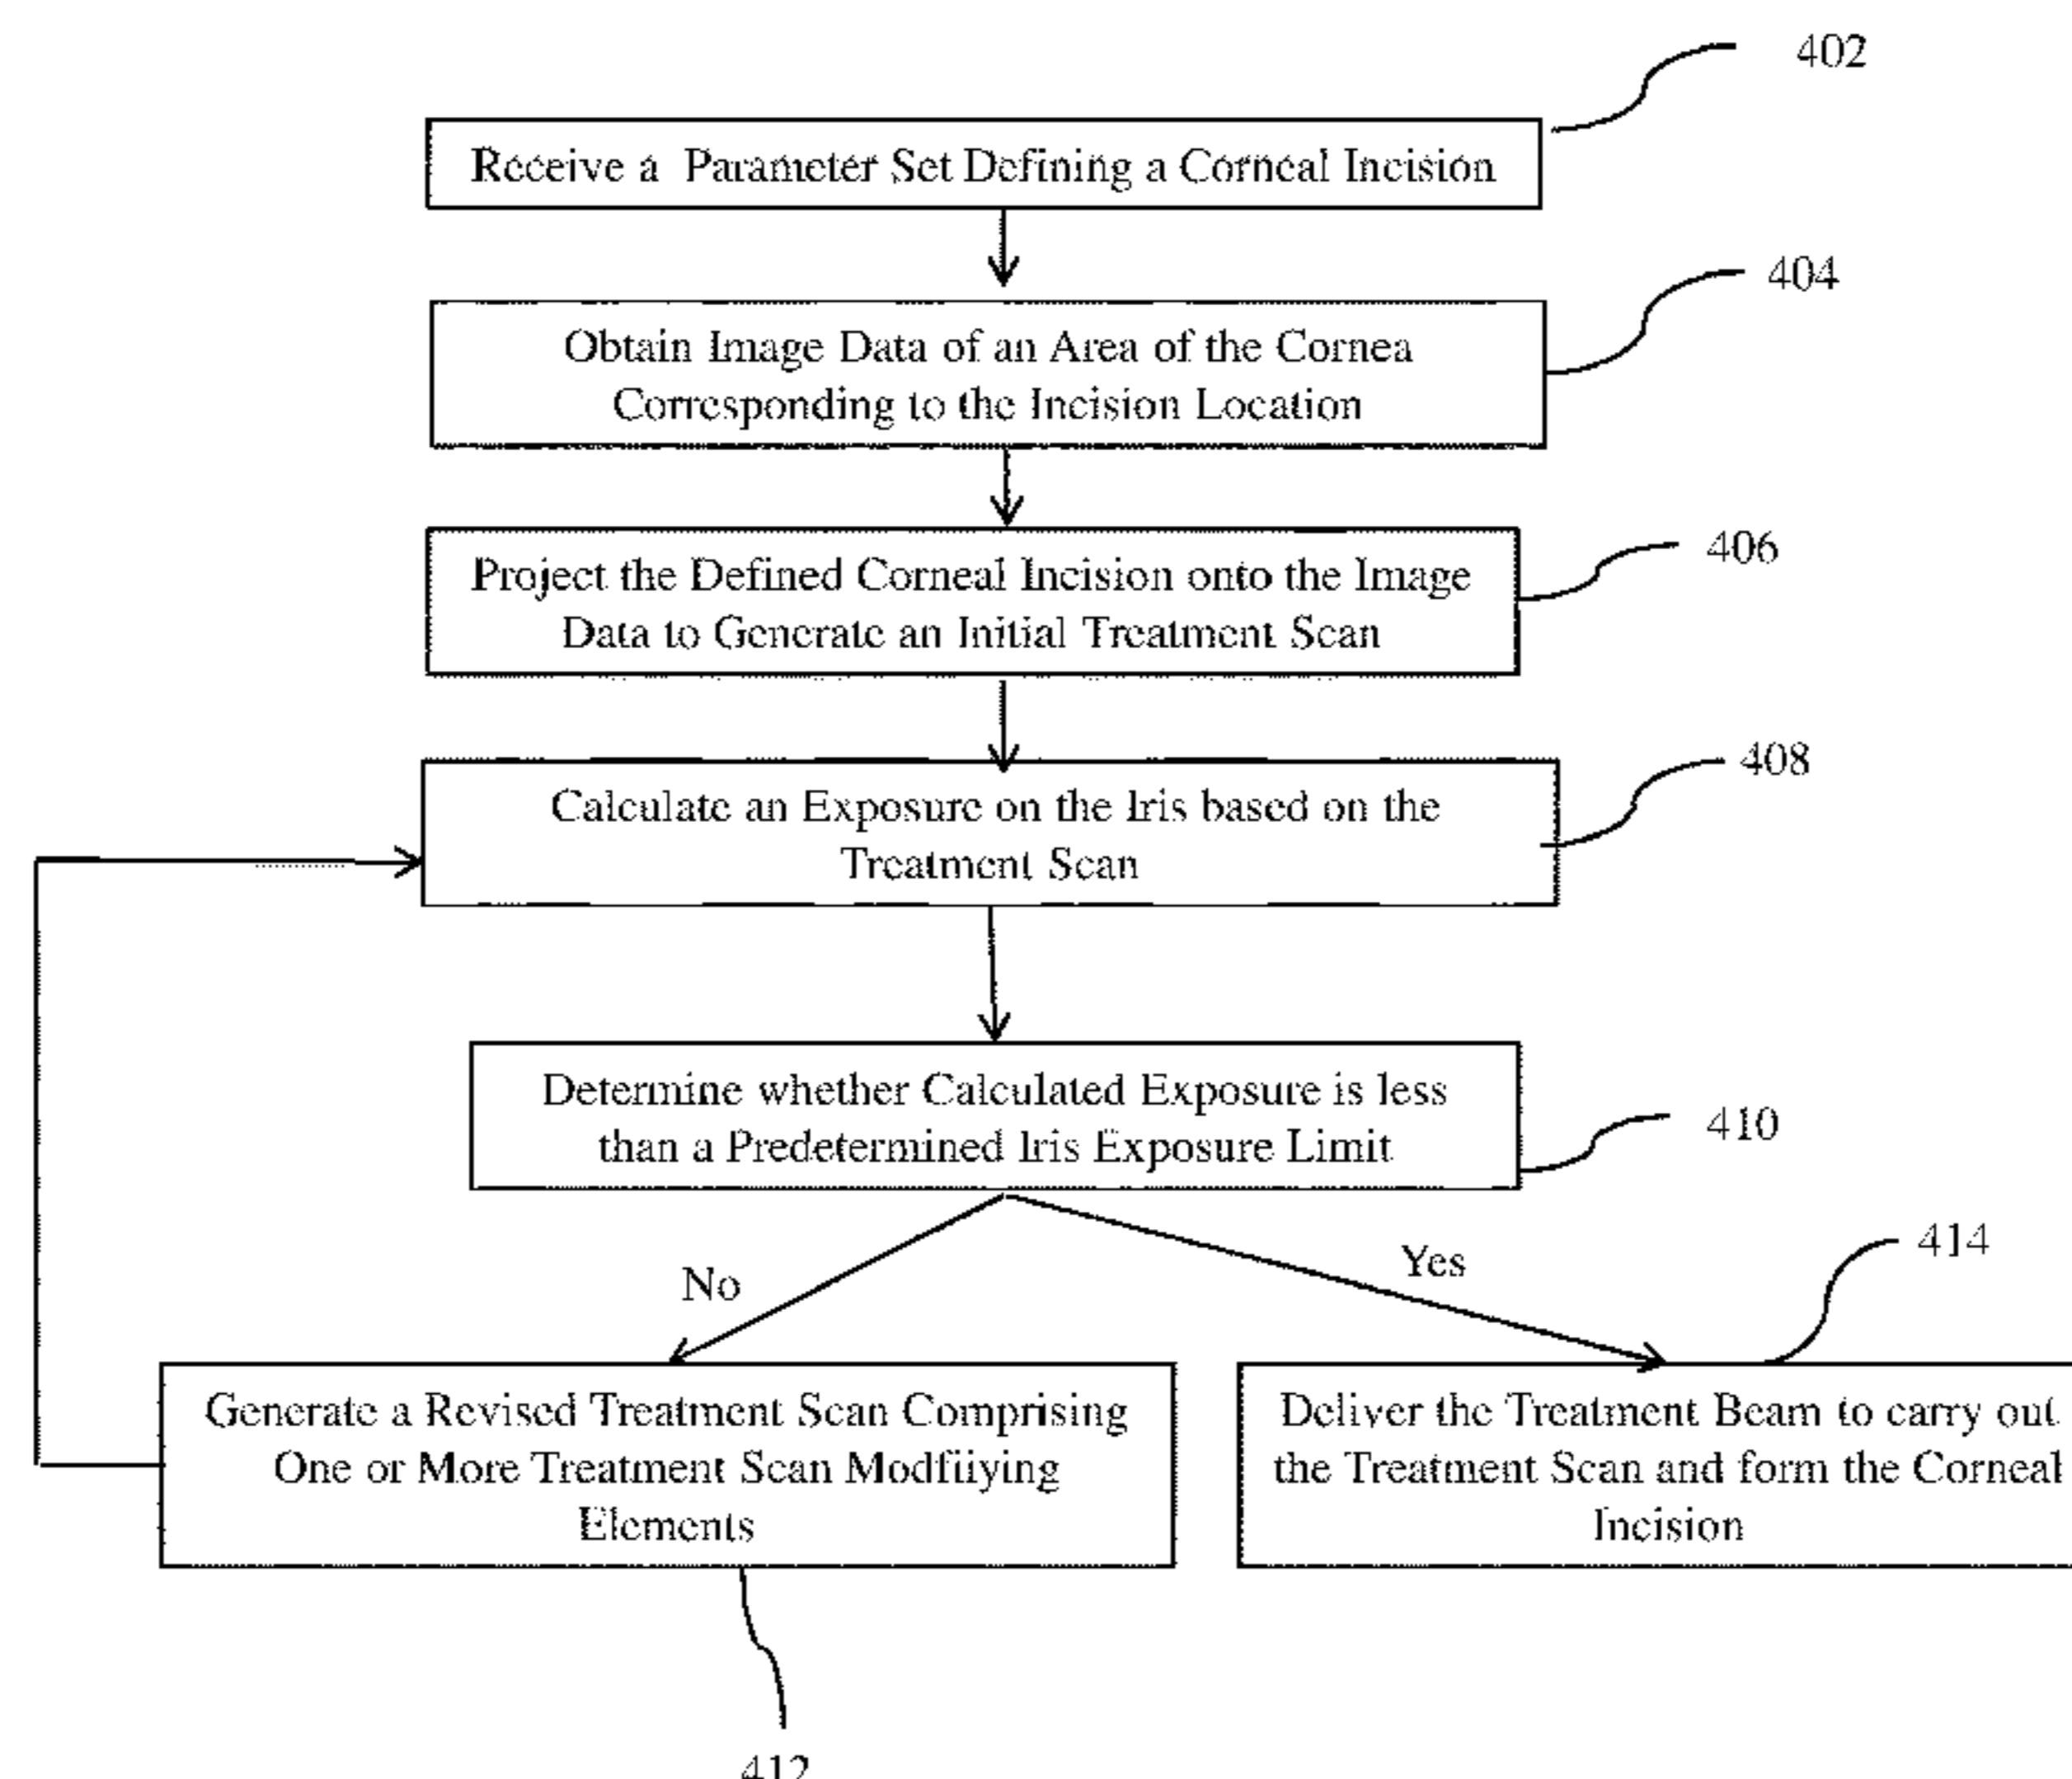 402
Receive a Parameter Set Defining a Corneal Incision
404
Obtain Image Data of an Area of the Cornea
Corresponding to the Incision Location
406
Project the Defined Corneal Incision onto the Image
Data to Generate an Initial Treatment Scan
408
Calculate an Exposure on the Iris based on the
Treatment Scan
Determine whether Calculated Exposure is less
than a Predetermined Iris Exposure Limit
410
No
Yes
414
Generate a Revised Treatment Scan Comprising
One or More Treatment Scan Modfiiying
Elements
Deliver the Treatment Beam to carry out
the Treatment Scan and form the Corneal
Incision
412